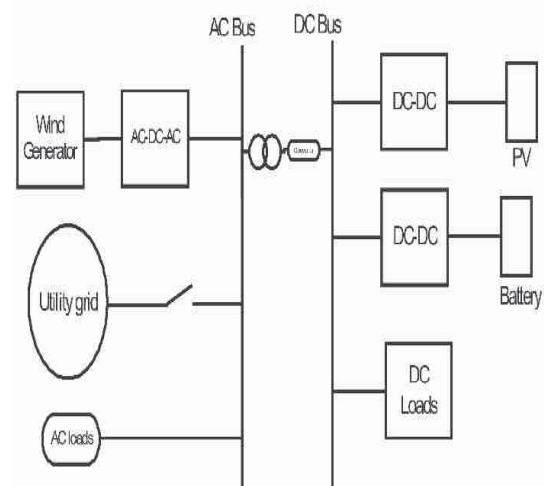 AC Bus
DC Bus
Wind
Generator
AC-DC-AC
DC-DC
PV
Utility grid
DC-DC
Battery
DC
Loads
AC loads